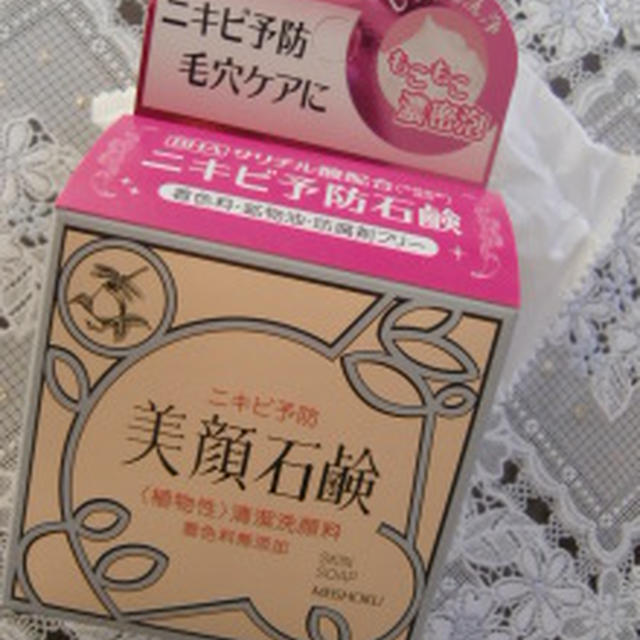 ニキビ予防
毛穴ケアに
もこもこ
濃密泡
BHA サリチル酸配合
ニキビ予防石鹸
着色料・鉱物油・防腐剤フリー
ニキビ予防
美顔石鹸
〈植物性〉清潔洗顔料
着色料無添加
SKIN
SOAP
MEISHOKU